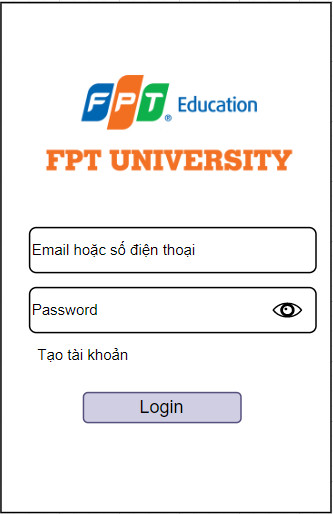 FPT® Education
FPT UNIVERSITY
Email hoặc số điện thoại
Password
Tạo tài khoản
Login